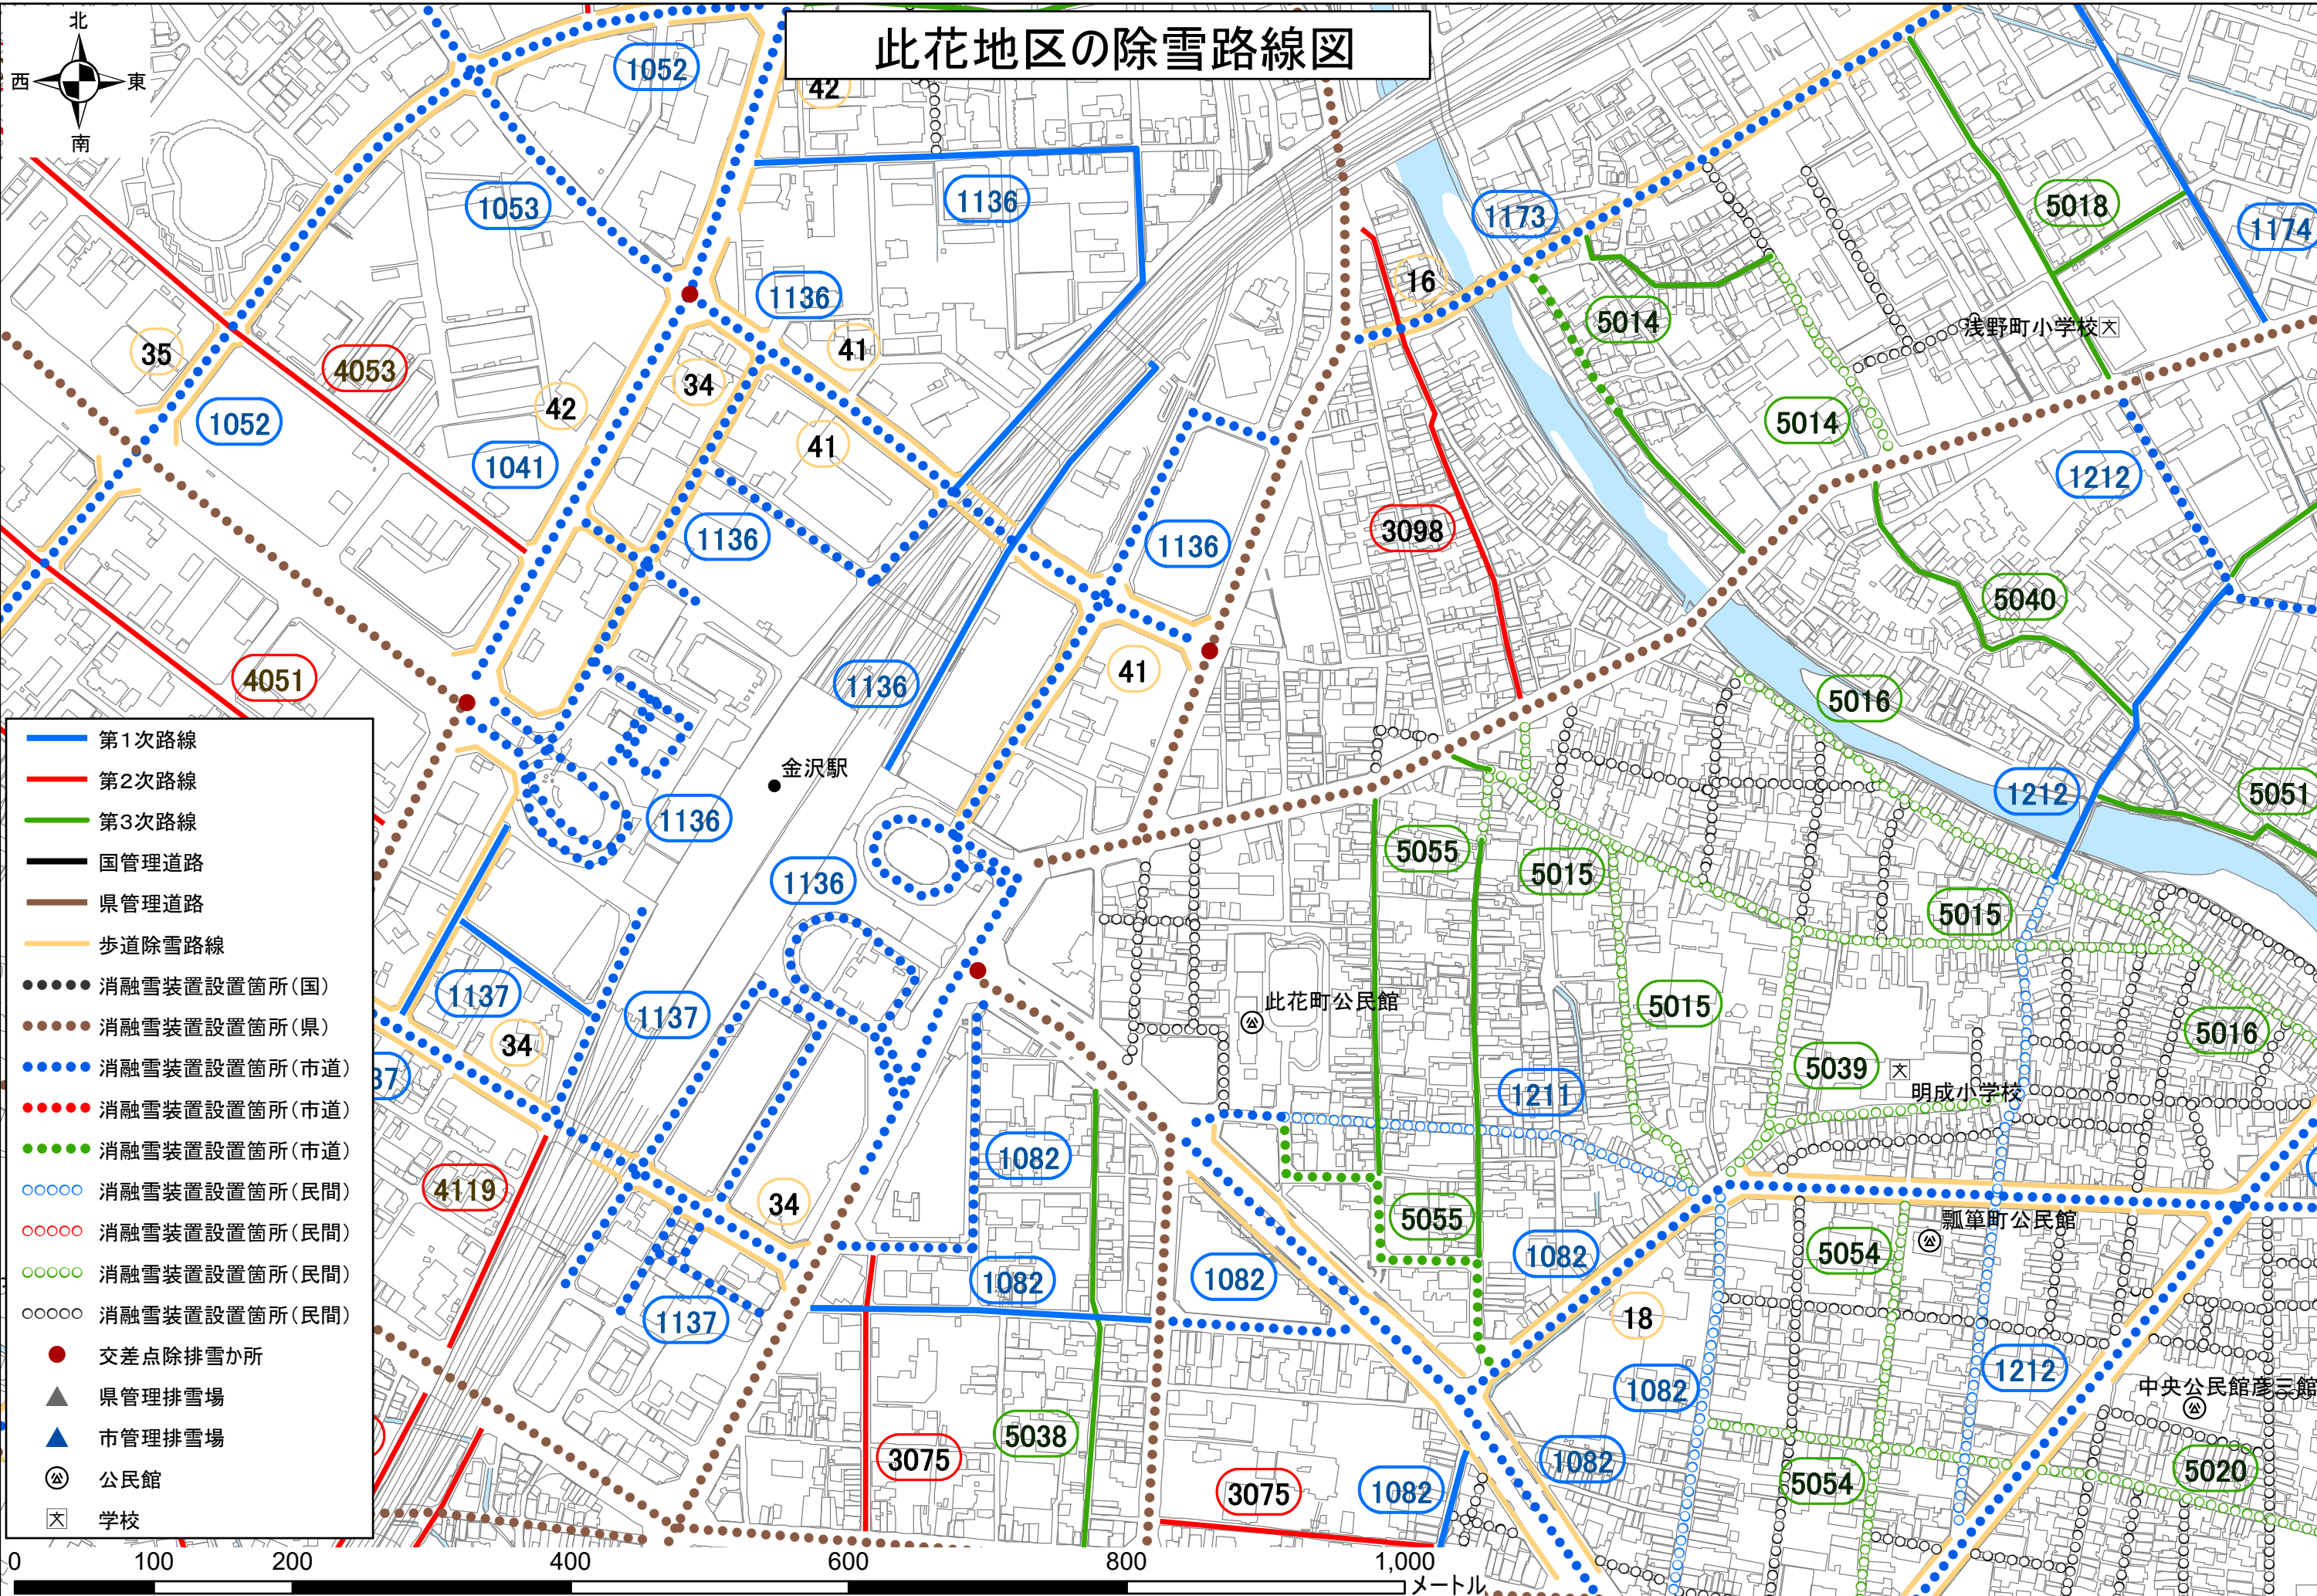 此花地区の除雪路線図
北
西 東
南
1052
42
1053
1136
1173
5018
1174
1136
16
5014
浅野町小学校
文
35
4053
34
41
1052
42
41
5014
1041
1212
1136
1136
3098
5040
4051
1136
41
5016
金沢駅
1136
1212
5051
5055
5015
1136
5015
1137
1137
此花町公民館
5015
5016
34
37
5039
文
明成小学校
1211
4119
1082
34
5055
瓢箪町公民館
1082
5054
1082
1082
1137
18
1212
1082
中央公民館彦三館
5038
3075
1082
5020
3075
1082
5054
第1次路線
第2次路線
第3次路線
国管理道路
県管理道路
歩道除雪路線
消融雪装置設置箇所(国)
消融雪装置設置箇所(県)
消融雪装置設置箇所(市道)
消融雪装置設置箇所(市道)
消融雪装置設置箇所(市道)
消融雪装置設置箇所(民間)
消融雪装置設置箇所(民間)
消融雪装置設置箇所(民間)
消融雪装置設置箇所(民間)
交差点除排雪か所
県管理排雪場
市管理排雪場
公民館
文 学校
0 100 200 400 600 800 1,000
メートル